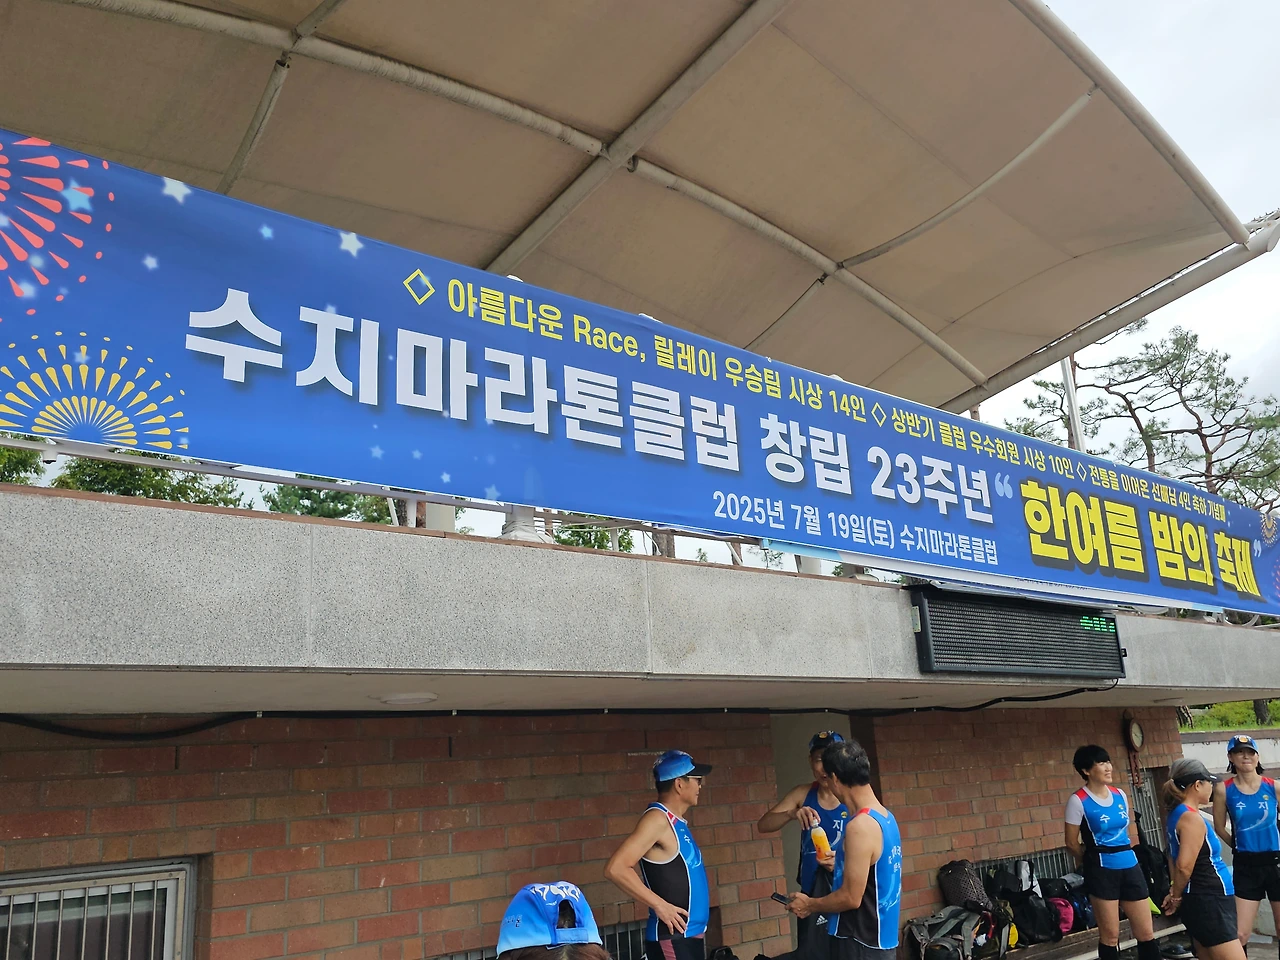 ◇ 아름다운 Race, 릴레이 우승팀 시상 14인 ◇ 상반기 클럽 우수회원 시상 10인 ◇ 전통을 이어온 선배님 4인 축하 기념패
수지마라톤클럽 창립 23주년 “한여름 밤의 축제”
2025년 7월 19일(토) 수지마라톤클럽
수지
수지
수지